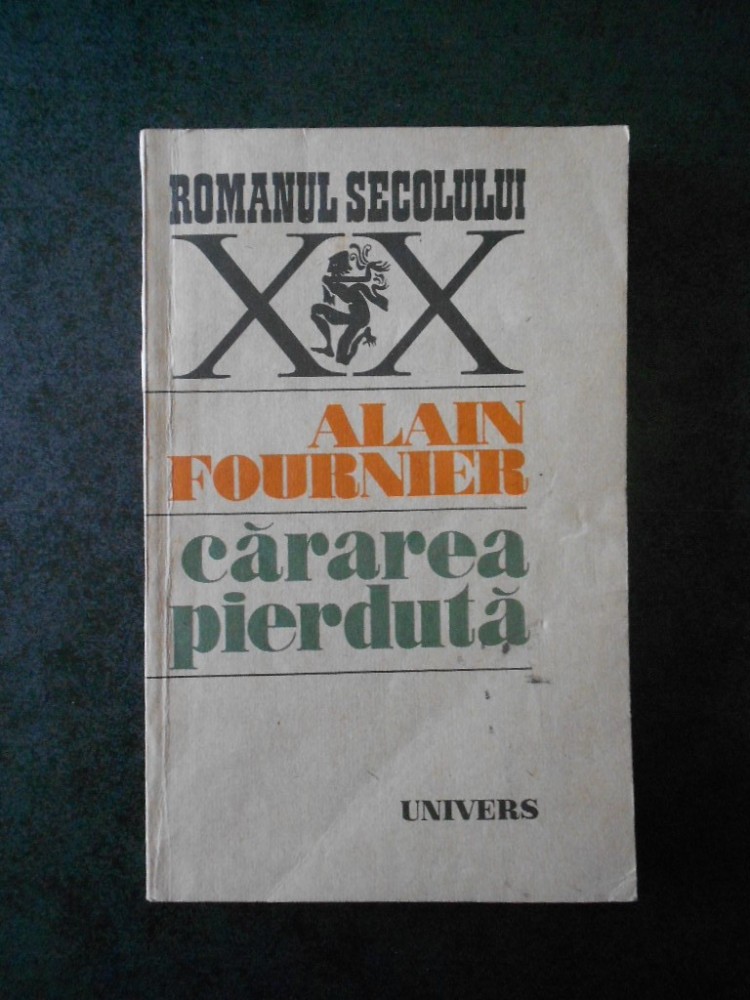 ROMANUL SECOLULUI
XX
ALAIN
FOURNIER
cărarea
pierdută
UNIVERS